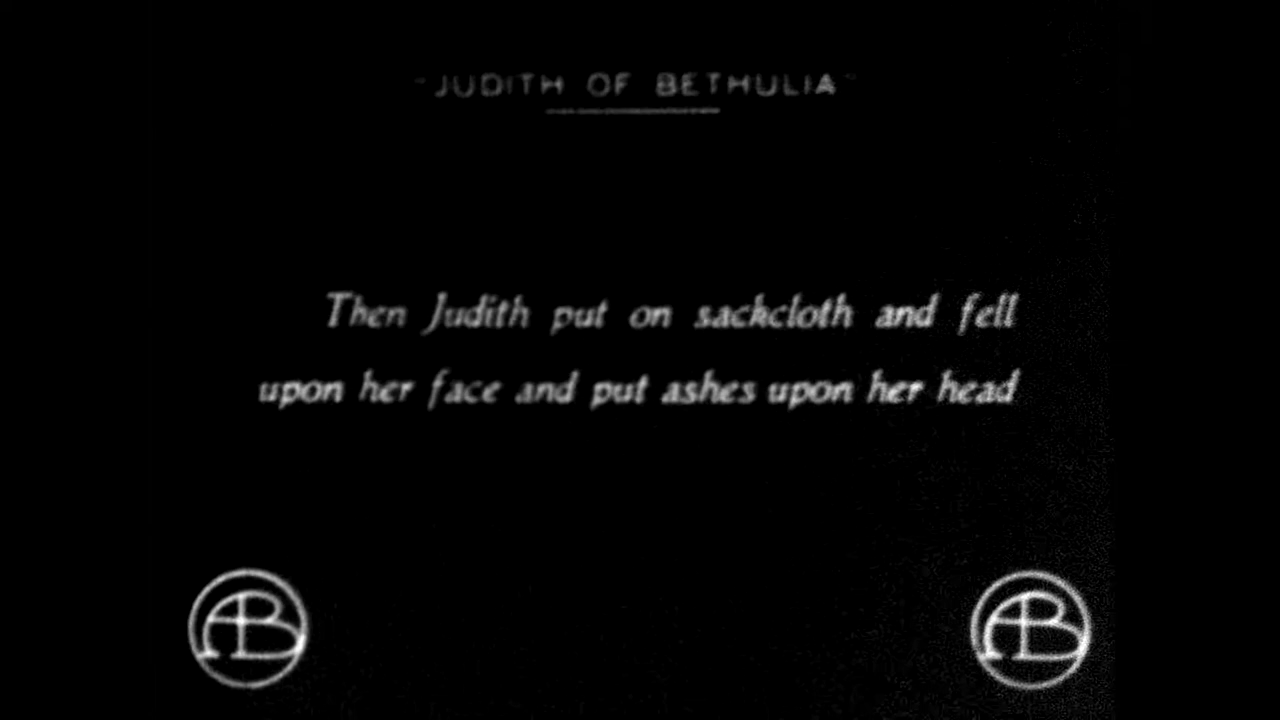 "JUDITH OF BETHULIA"
Then Judith put on sackcloth and fell
upon her face and put ashes upon her head
AB AB